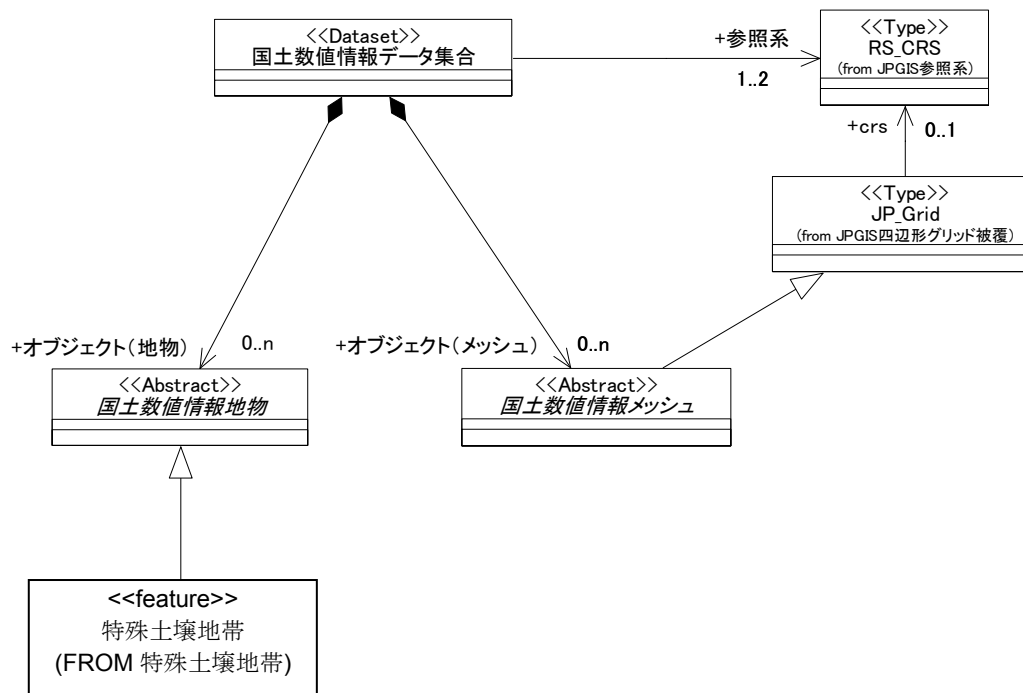 <<Dataset>>
国土数値情報データ集合
+参照系
1..2
<<Type>>
RS_CRS
(from JPGIS参照系)
+crs
0..1
<<Type>>
JP_Grid
(from JPGIS四辺形グリッド被覆)
+オブジェクト(地物)
0..n
+オブジェクト(メッシュ)
0..n
<<Abstract>>
国土数値情報地物
<<Abstract>>
国土数値情報メッシュ
<<feature>>
特殊土壌地帯
(FROM 特殊土壌地帯)